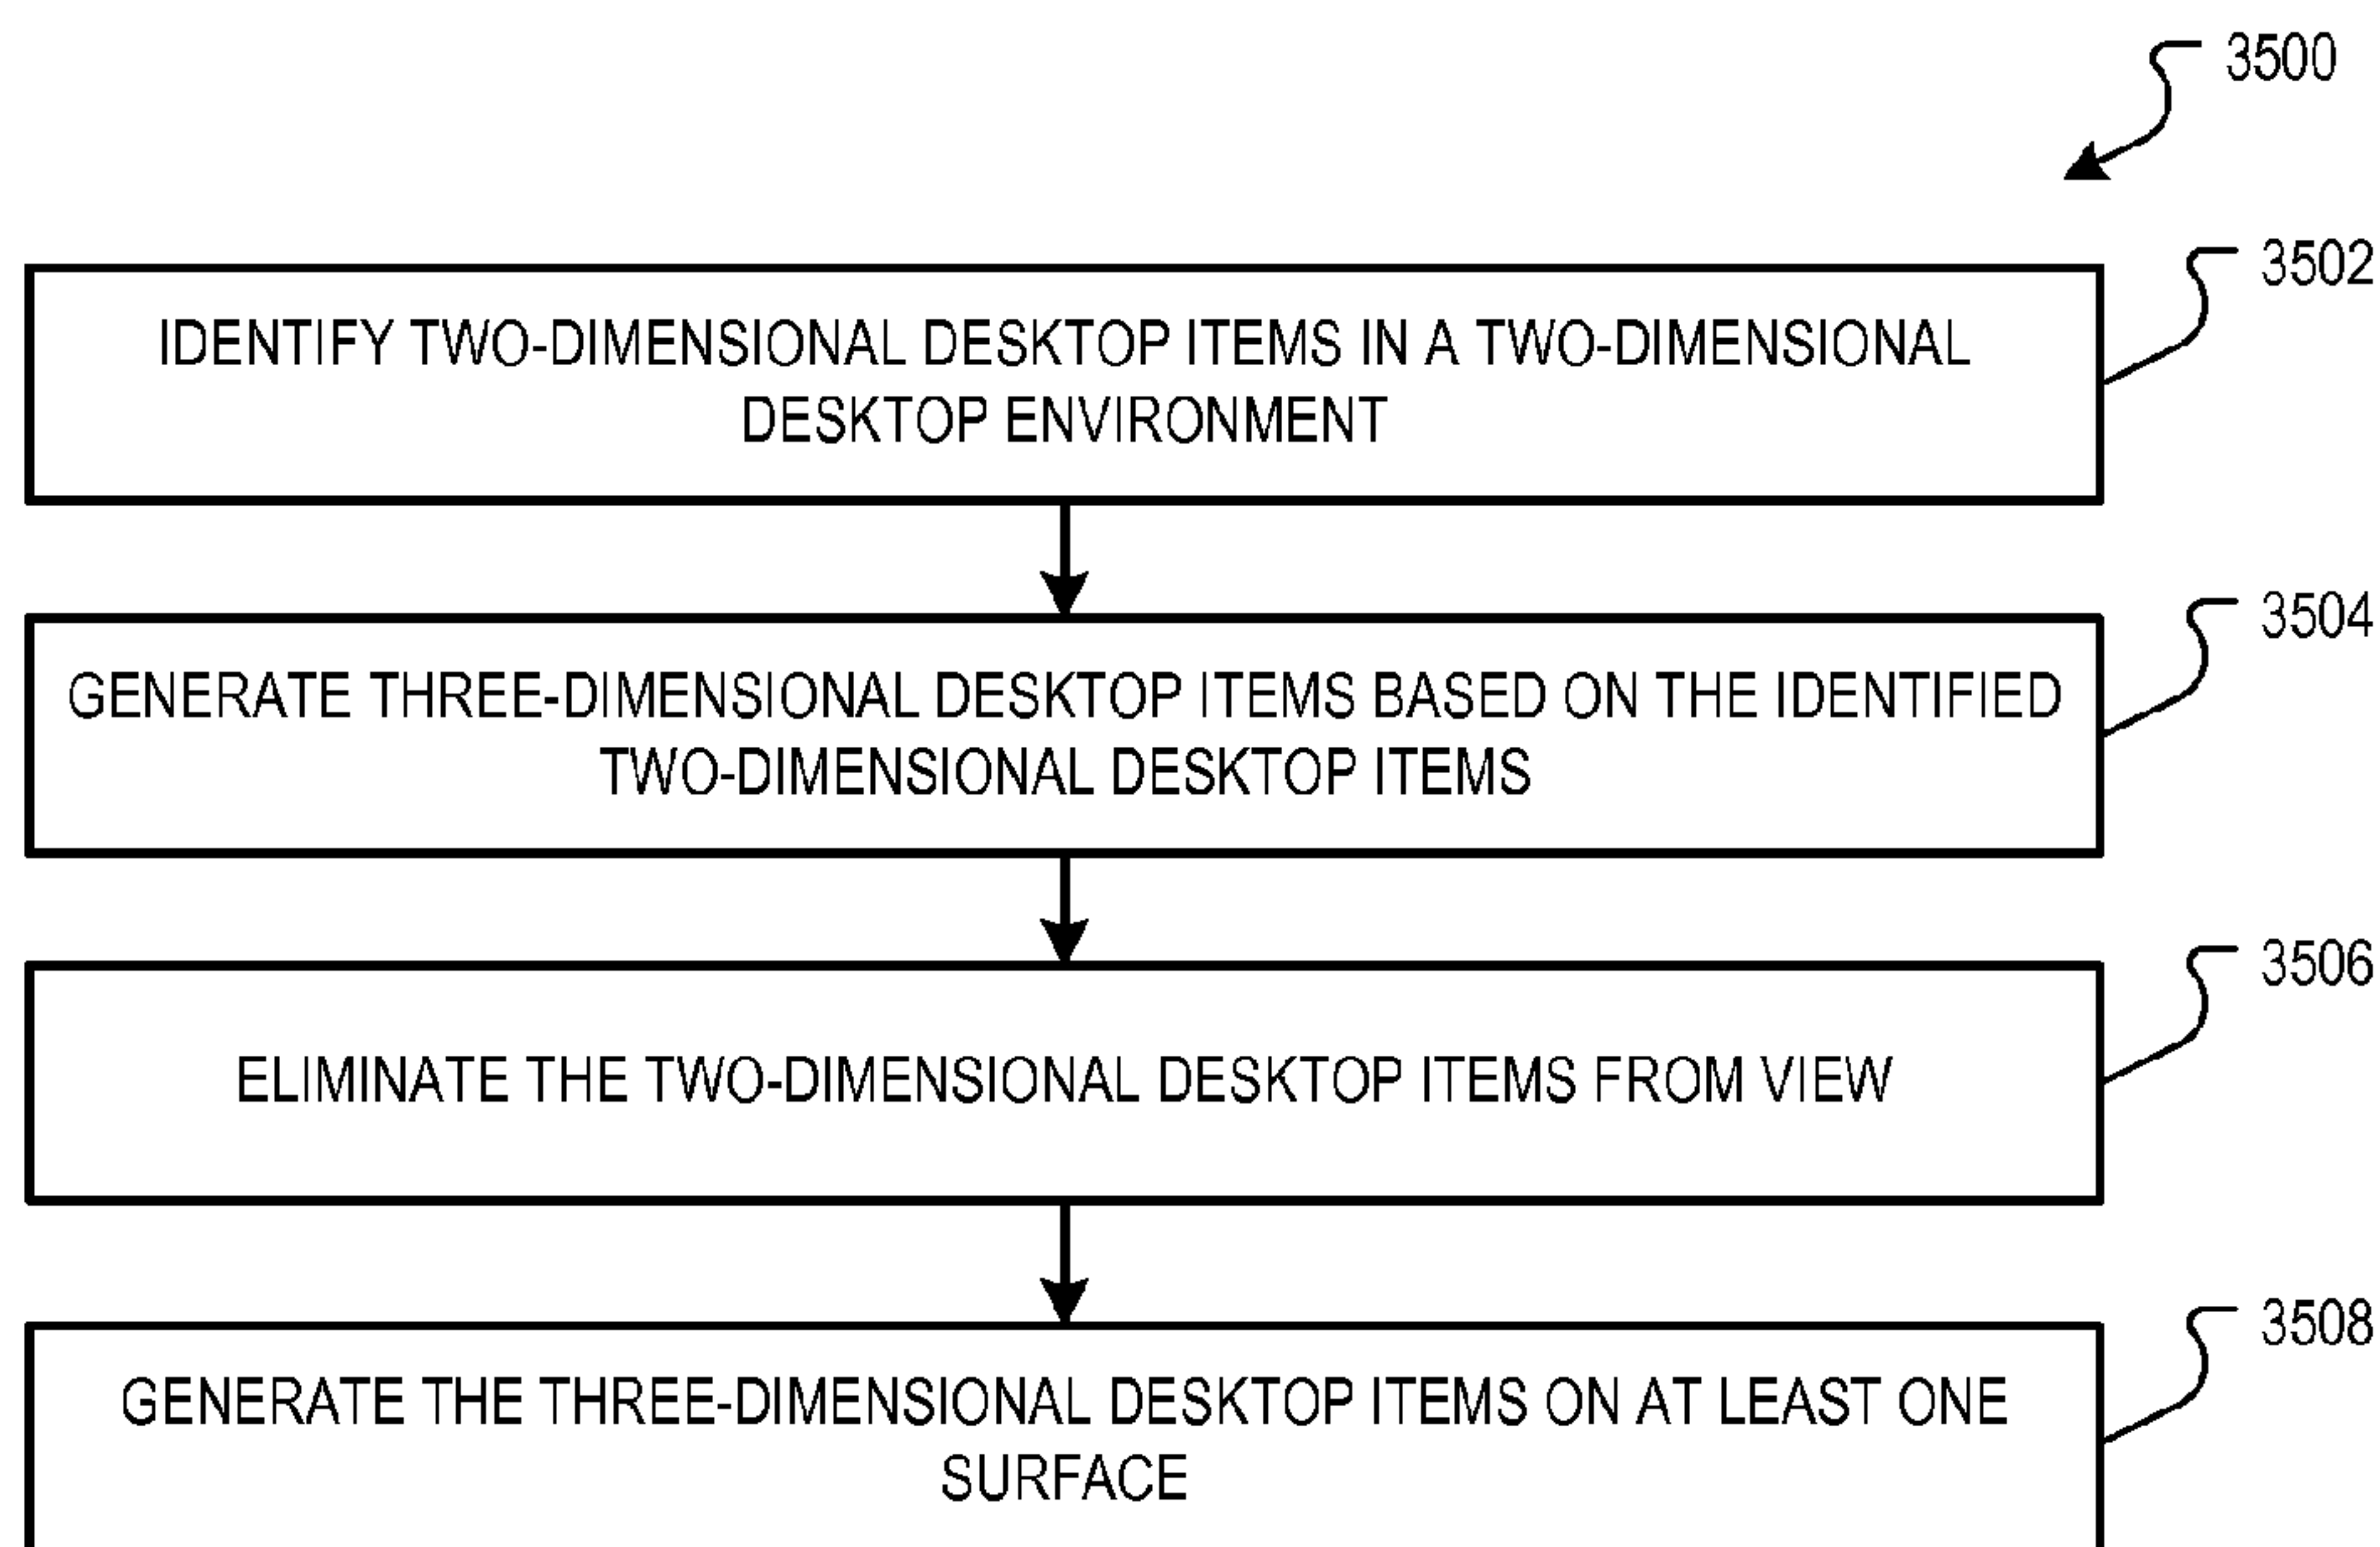 3500
3502
IDENTIFY TWO-DIMENSIONAL DESKTOP ITEMS IN A TWO-DIMENSIONAL
DESKTOP ENVIRONMENT
3504
GENERATE THREE-DIMENSIONAL DESKTOP ITEMS BASED ON THE IDENTIFIED
TWO-DIMENSIONAL DESKTOP ITEMS
3506
ELIMINATE THE TWO-DIMENSIONAL DESKTOP ITEMS FROM VIEW
3508
GENERATE THE THREE-DIMENSIONAL DESKTOP ITEMS ON AT LEAST ONE
SURFACE